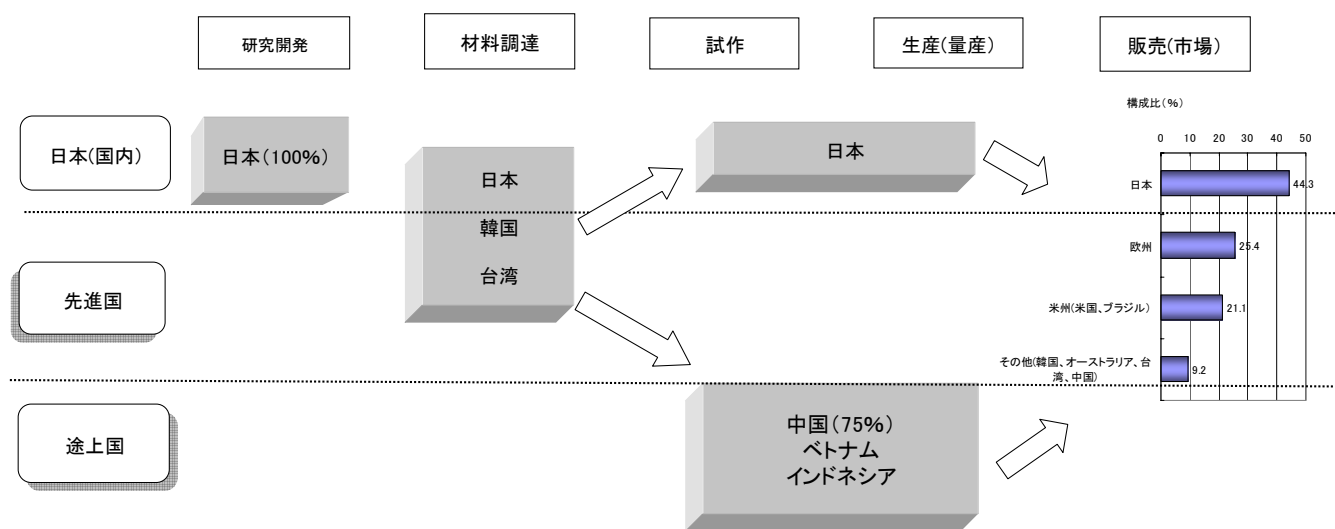 研究開発
材料調達
試作
生産(量産)
販売(市場)
構成比(%)
0 10 20 30 40 50
日本(国内)
日本(100%)
日本
韓国
台湾
日本
日本
44.3
欧州
25.4
先進国
米州(米国、ブラジル)
21.1
その他(韓国、オーストラリア、台
湾、中国)
9.2
途上国
中国(75%)
ベトナム
インドネシア